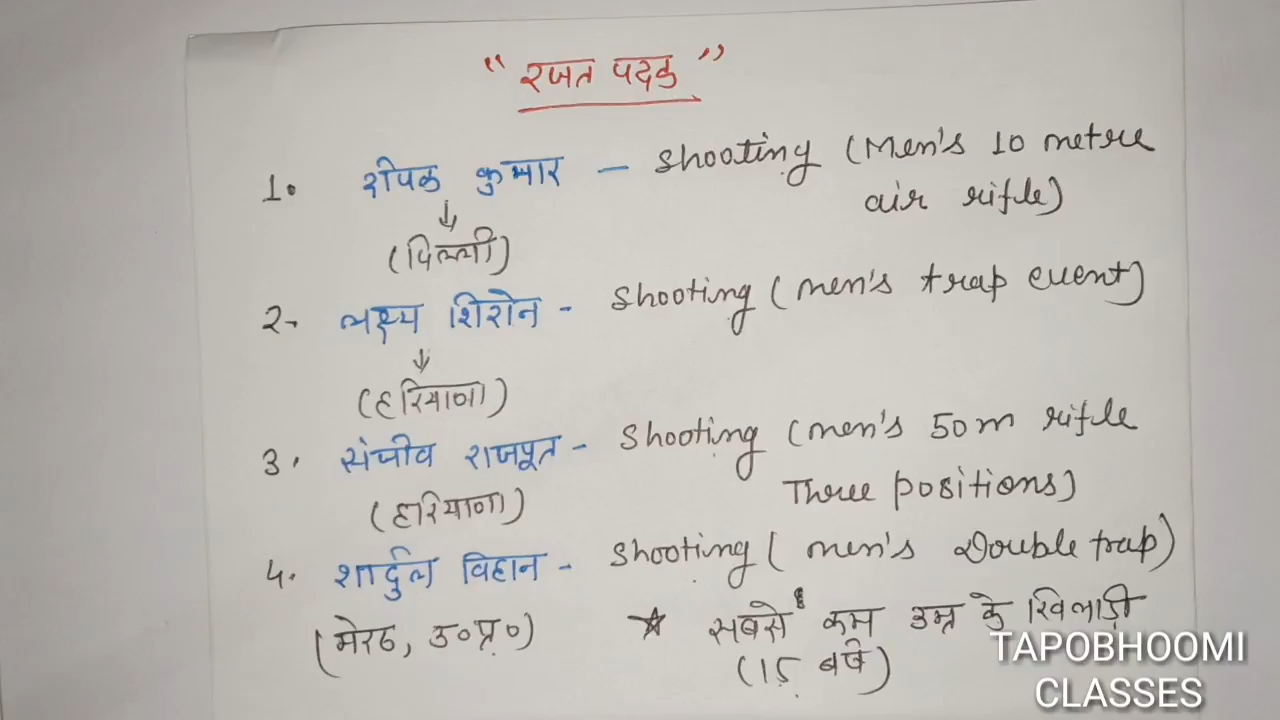 “ रजत पदक ”
1. दीपक कुमार – Shooting (Men's 10 metre
air rifle)
↓
(दिल्ली)
2. लक्ष्य शिरोन - Shooting (men's trap event)
↓
(हरियाणा)
3. संजीव राजपूत - Shooting (men's 50m rifle
Three positions)
(हरियाणा)
4. शार्दुल विहान - Shooting (men's Double trap)
(मेरठ, उ०प्र०) ☆ सबसे कम उम्र के खिलाड़ी
(15 वर्ष)
TAPOBHOOMI
CLASSES